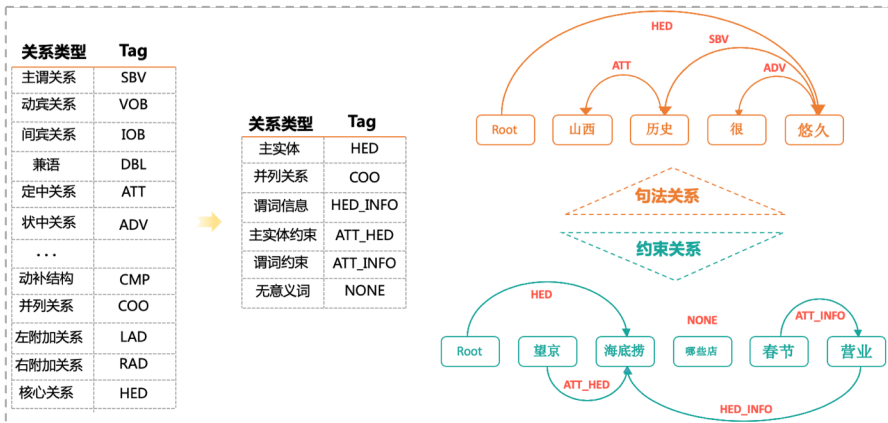 关系类型 Tag
主谓关系 SBV
动宾关系 VOB
间宾关系 IOB
兼语 DBL
定中关系 ATT
状中关系 ADV
...
动补结构 CMP
并列关系 COO
左附加关系 LAD
右附加关系 RAD
核心关系 HED
关系类型 Tag
主实体 HED
并列关系 COO
谓词信息 HED_INFO
主实体约束 ATT_HED
谓词约束 ATT_INFO
无意义词 NONE
HED
SBV
ATT
ADV
Root 山西 历史 很 悠久
句法关系
约束关系
HED
NONE
ATT_INFO
Root 望京 海底捞 哪些店 春节 营业
ATT_HED
HED_INFO